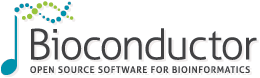 Bioconductor
OPEN SOURCE SOFTWARE FOR BIOINFORMATICS